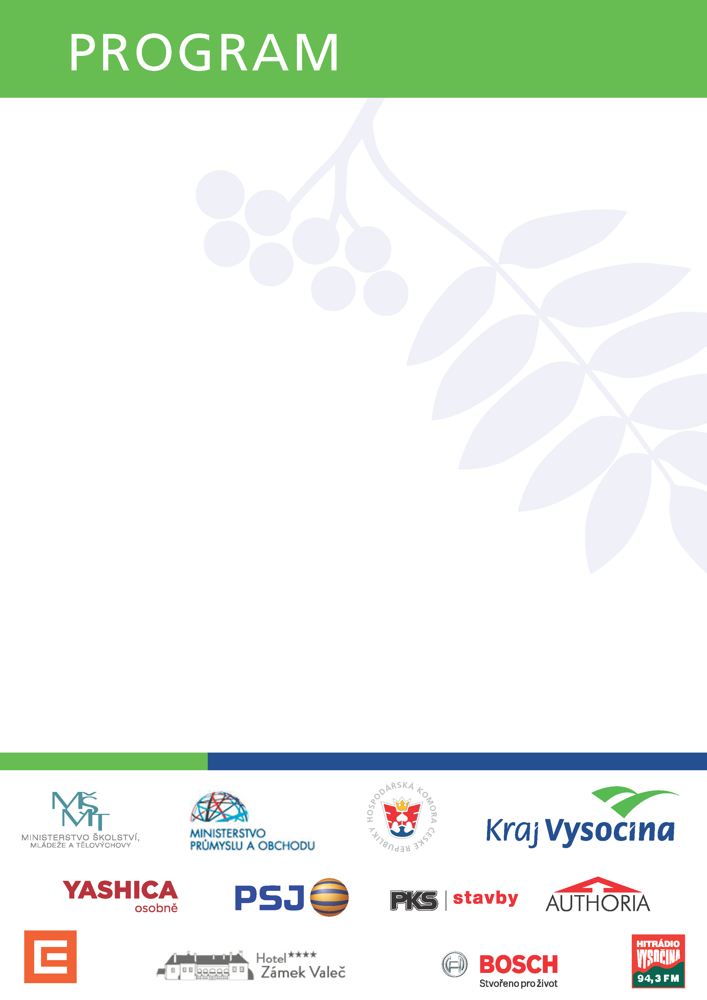 PROGRAM
MŠMT
MINISTERSTVO ŠKOLSTVÍ,
MLÁDEŽE A TĚLOVÝCHOVY
MINISTERSTVO
PRŮMYSLU A OBCHODU
HOSPODÁŘSKÁ KOMORA ČESKÉ REPUBLIKY
Kraj Vysocina
YASHICA
osobně
PSJ
PKS stavby
AUTHORIA
Hotel****
Zámek Valeč
BOSCH
Stvořeno pro život
HITRÁDIO
VYSOČINA
94,3 FM